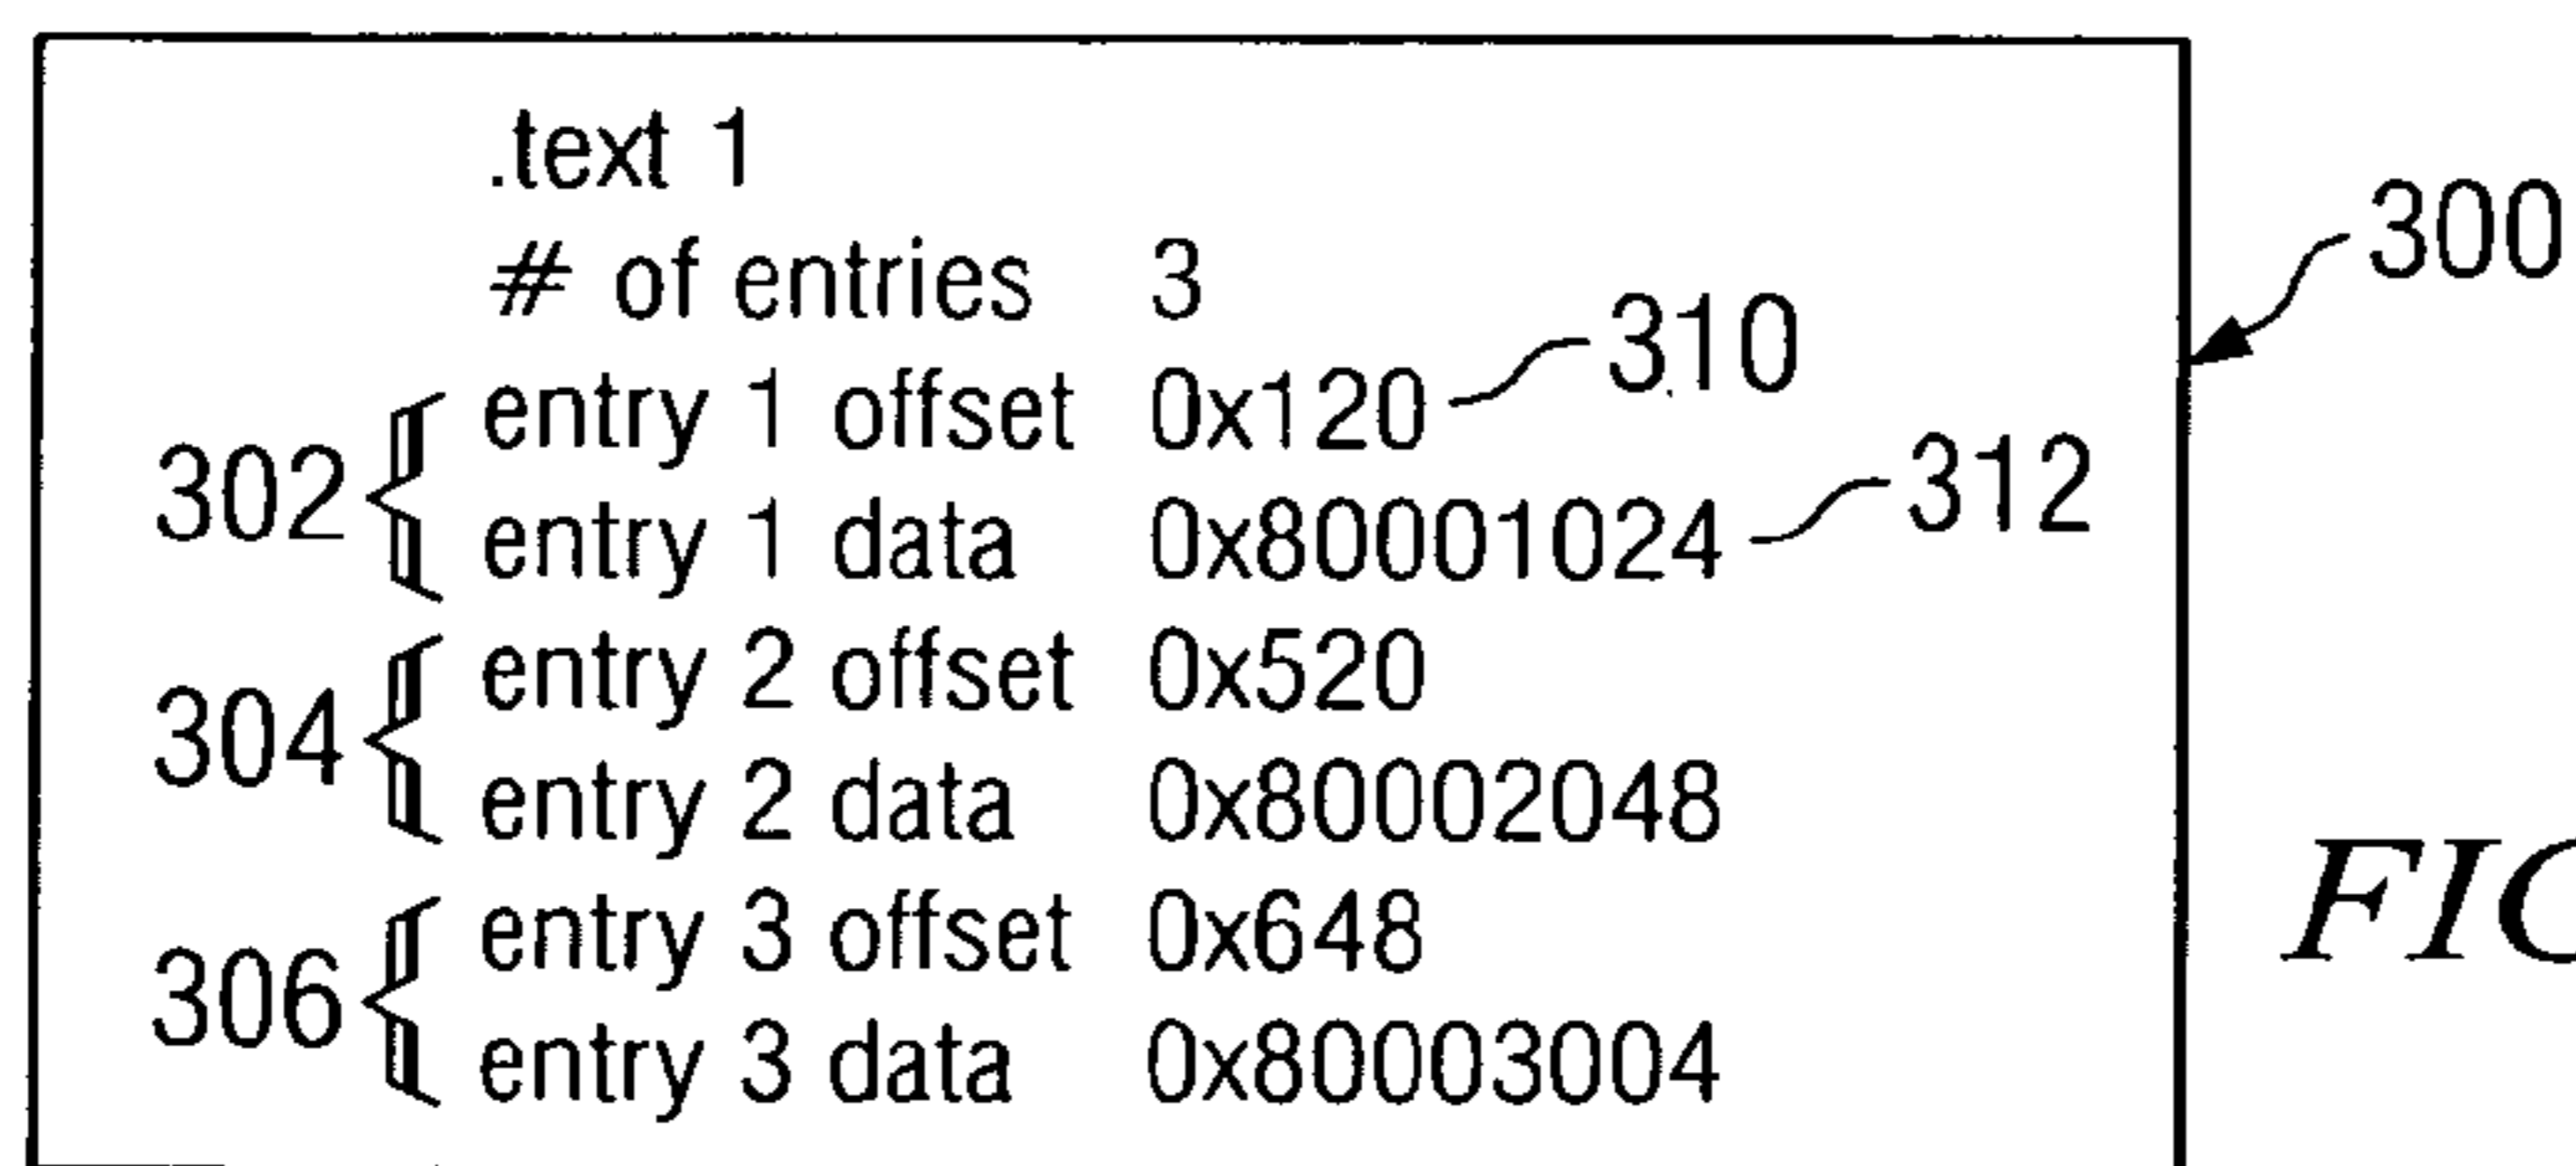 .text 1
# of entries 3
300
302 entry 1 offset 0x120 310
entry 1 data 0x80001024 312
304 entry 2 offset 0x520
entry 2 data 0x80002048
306 entry 3 offset 0x648
entry 3 data 0x80003004